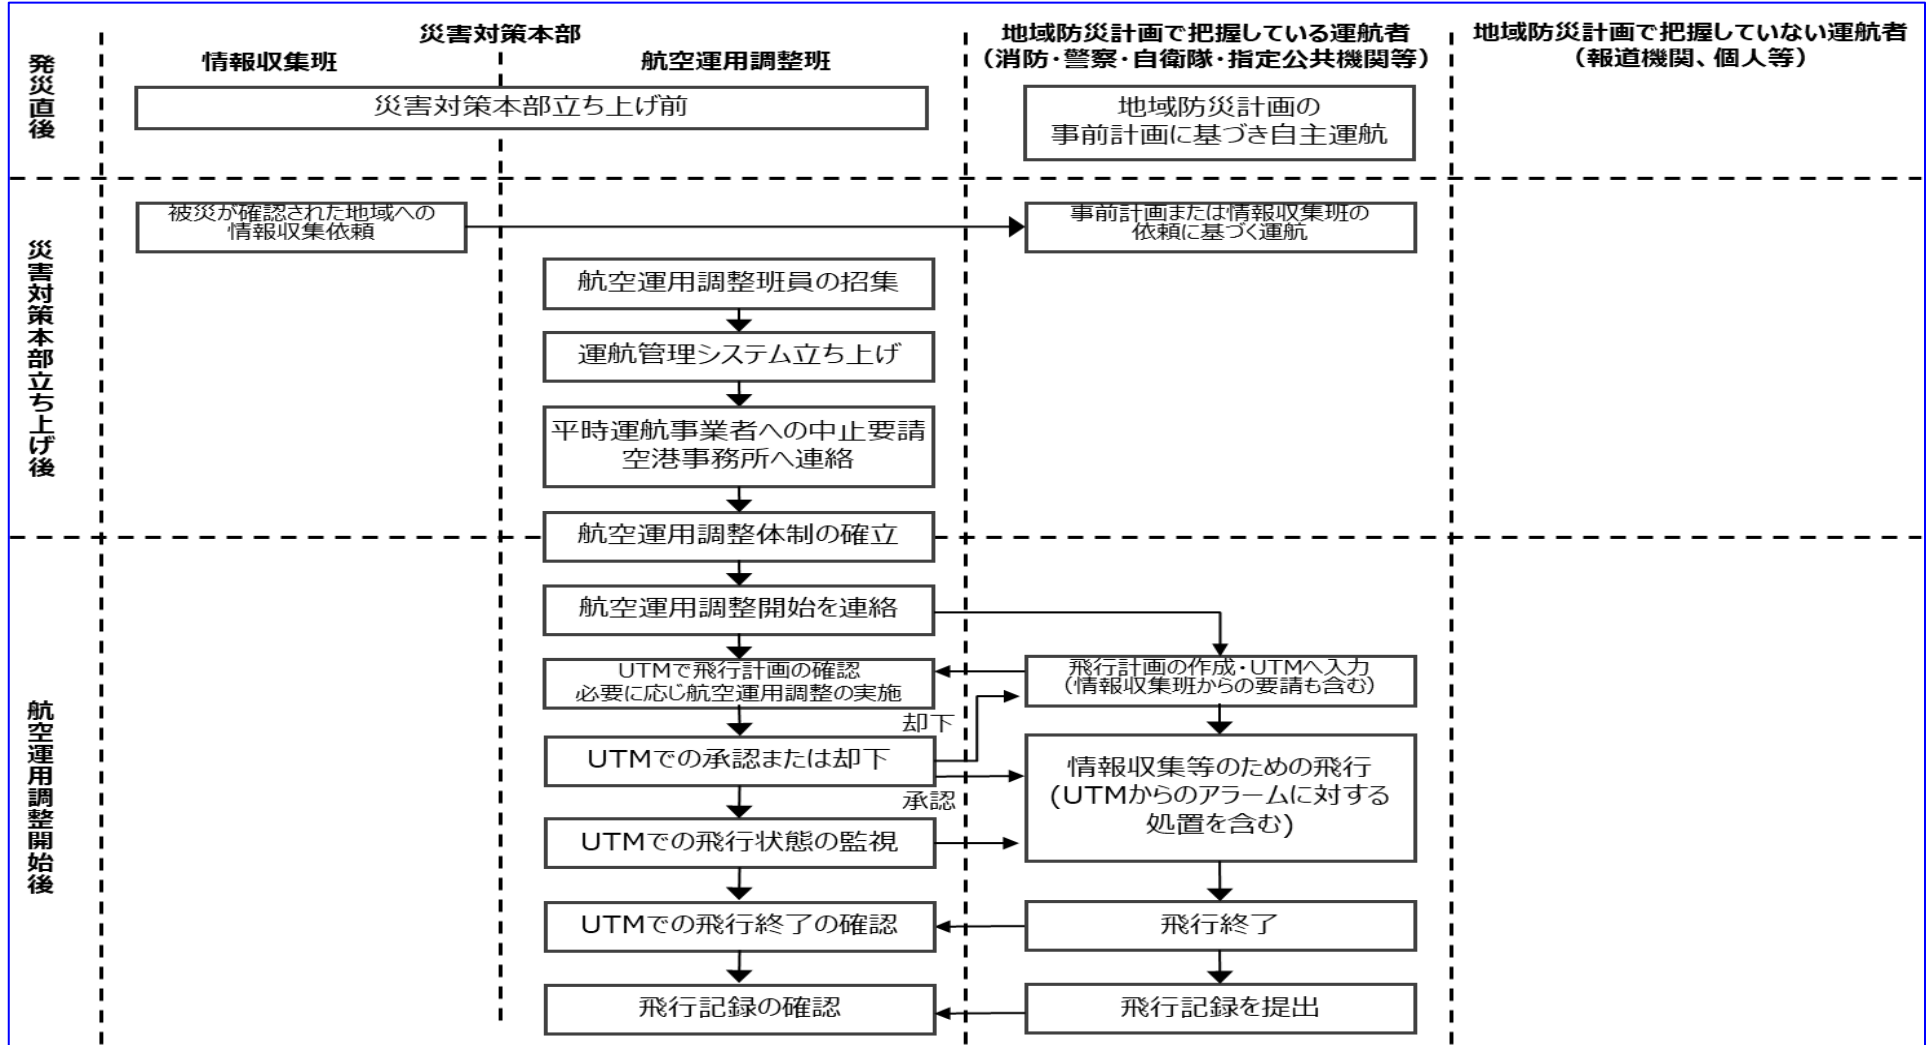 災害対策本部
情報収集班
航空運用調整班
地域防災計画で把握している運航者
（消防・警察・自衛隊・指定公共機関等）
地域防災計画で把握していない運航者
（報道機関、個人等）
発災直後
災害対策本部立ち上げ前
地域防災計画の
事前計画に基づき自主運航
災害対策本部立ち上げ後
被災が確認された地域への
情報収集依頼
事前計画または情報収集班の
依頼に基づく運航
航空運用調整班員の招集
運航管理システム立ち上げ
平時運航事業者への中止要請
空港事務所へ連絡
航空運用調整体制の確立
航空運用調整開始後
航空運用調整開始を連絡
UTMで飛行計画の確認
必要に応じ航空運用調整の実施
飛行計画の作成・UTMへ入力
（情報収集班からの要請も含む）
却下
UTMでの承認または却下
承認
情報収集等のための飛行
(UTMからのアラームに対する
処置を含む)
UTMでの飛行状態の監視
UTMでの飛行終了の確認
飛行終了
飛行記録の確認
飛行記録を提出